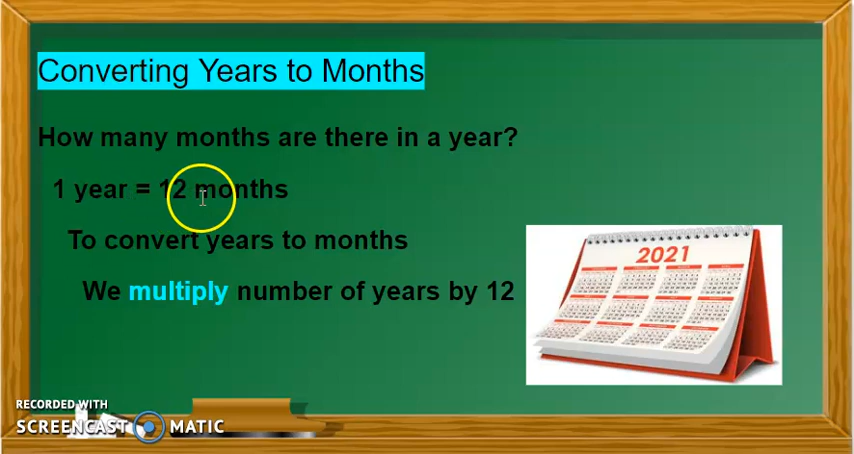 Converting Years to Months
How many months are there in a year?
1 year = 12 months
To convert years to months
We multiply number of years by 12
2021
RECORDED WITH
SCREENCAST MATIC